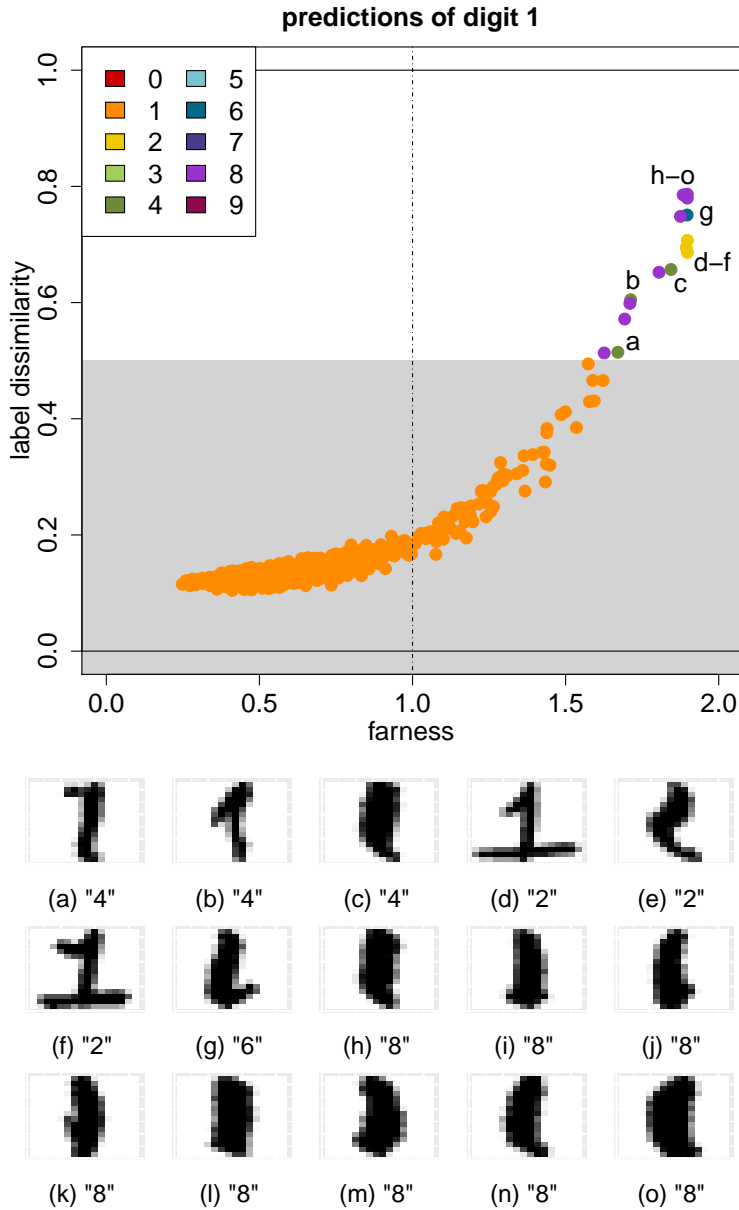 predictions of digit 1
0 5
1 6
2 7
3 8
4 9
label dissimilarity
1.0
0.8
0.6
0.4
0.2
0.0
h−o
g
d−f
c
b
a
0.0 0.5 1.0 1.5 2.0
farness
(a) "4" (b) "4" (c) "4" (d) "2" (e) "2"
(f) "2" (g) "6" (h) "8" (i) "8" (j) "8"
(k) "8" (l) "8" (m) "8" (n) "8" (o) "8"